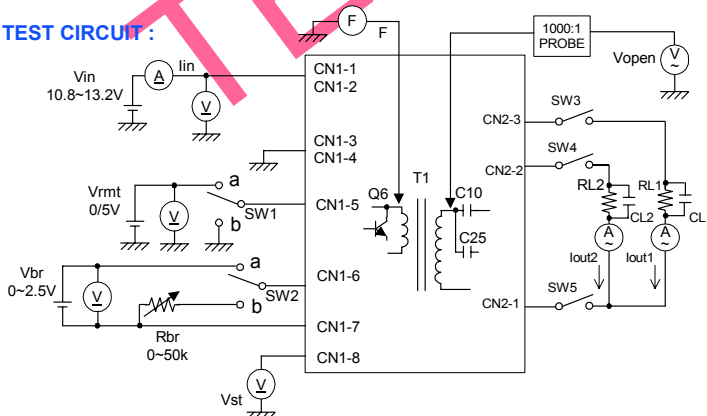 TEST CIRCUIT :
F
F
1000:1
PROBE
Vopen
V
~
Vin
10.8~13.2V
A
Iin
V
CN1-1
CN1-2
CN1-3
CN1-4
Vrmt
0/5V
V
a
b
SW1
CN1-5
Q6
T1
C10
C25
CN2-3
CN2-2
CN2-1
SW3
SW4
SW5
RL2
CL2
RL1
CL
A
~
A
~
Iout2
Iout1
Vbr
0~2.5V
V
a
SW2
b
Rbr
0~50k
CN1-6
CN1-7
CN1-8
Vst
V